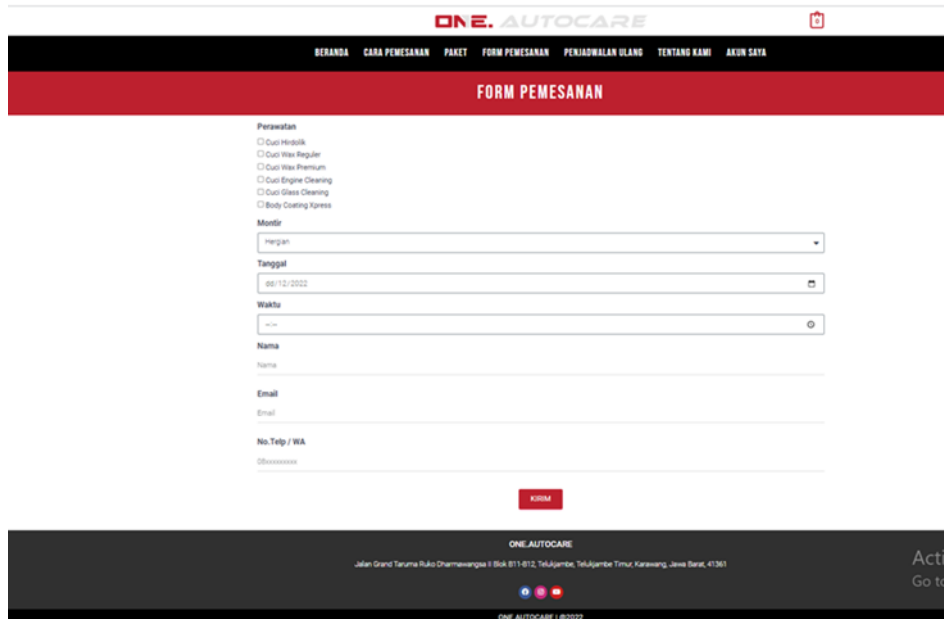 ONE. AUTOCARE
0
BERANDA CARA PEMESANAN PAKET FORM PEMESANAN PENJADWALAN ULANG TENTANG KAMI AKUN SAYA
FORM PEMESANAN
Perawatan
Cuci Hirdolik
Cuci Wax Reguler
Cuci Wax Premium
Cuci Engine Cleaning
Cuci Glass Cleaning
Body Coating Xpress
Montir
Hergian
Tanggal
dd/12/2022
Waktu
--:--
Nama
Nama
Email
Email
No.Telp / WA
08xxxxxxxxx
KIRIM
ONE.AUTOCARE
Jalan Grand Taruma Ruko Dharmawangsa II Blok B11-B12, Telukjambe, Telukjambe Timur, Karawang, Jawa Barat, 41361
Acti
Go to
ONE AUTOCARE | @2022